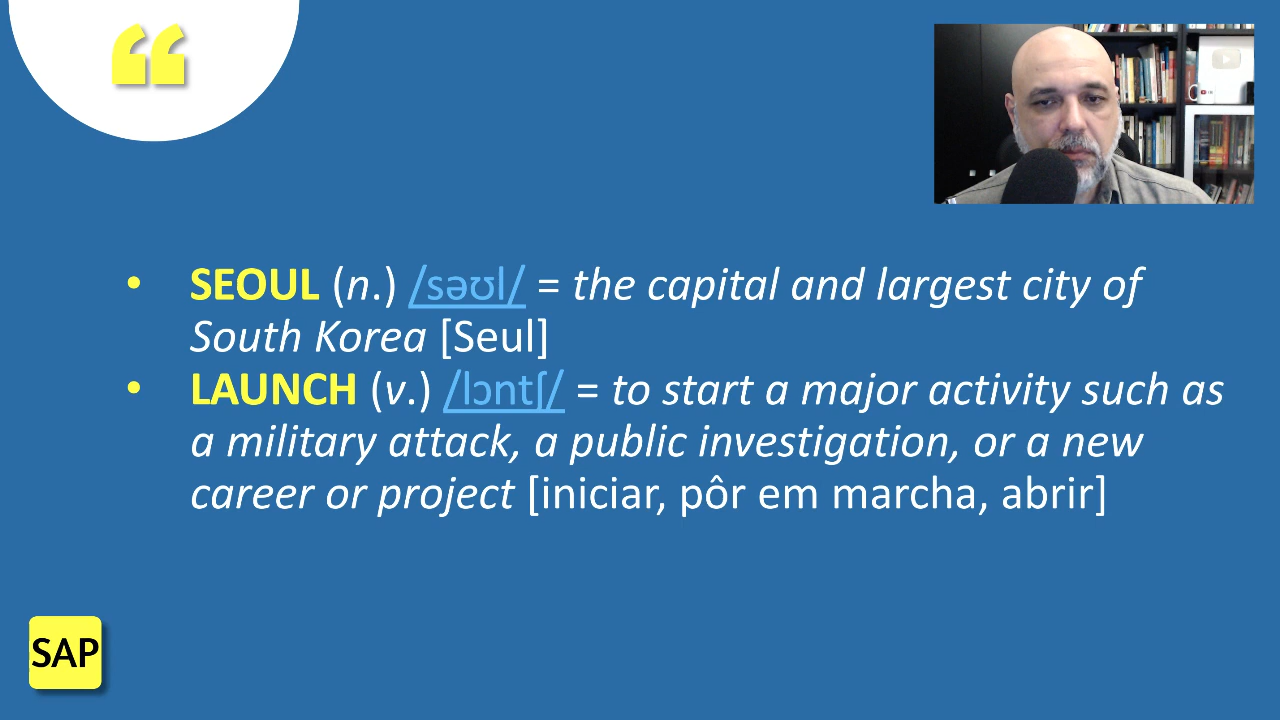 “
• SEOUL (n.) /səʊl/ = the capital and largest city of
South Korea [Seul]
• LAUNCH (v.) /lɔntʃ/ = to start a major activity such as
a military attack, a public investigation, or a new
career or project [iniciar, pôr em marcha, abrir]
SAP